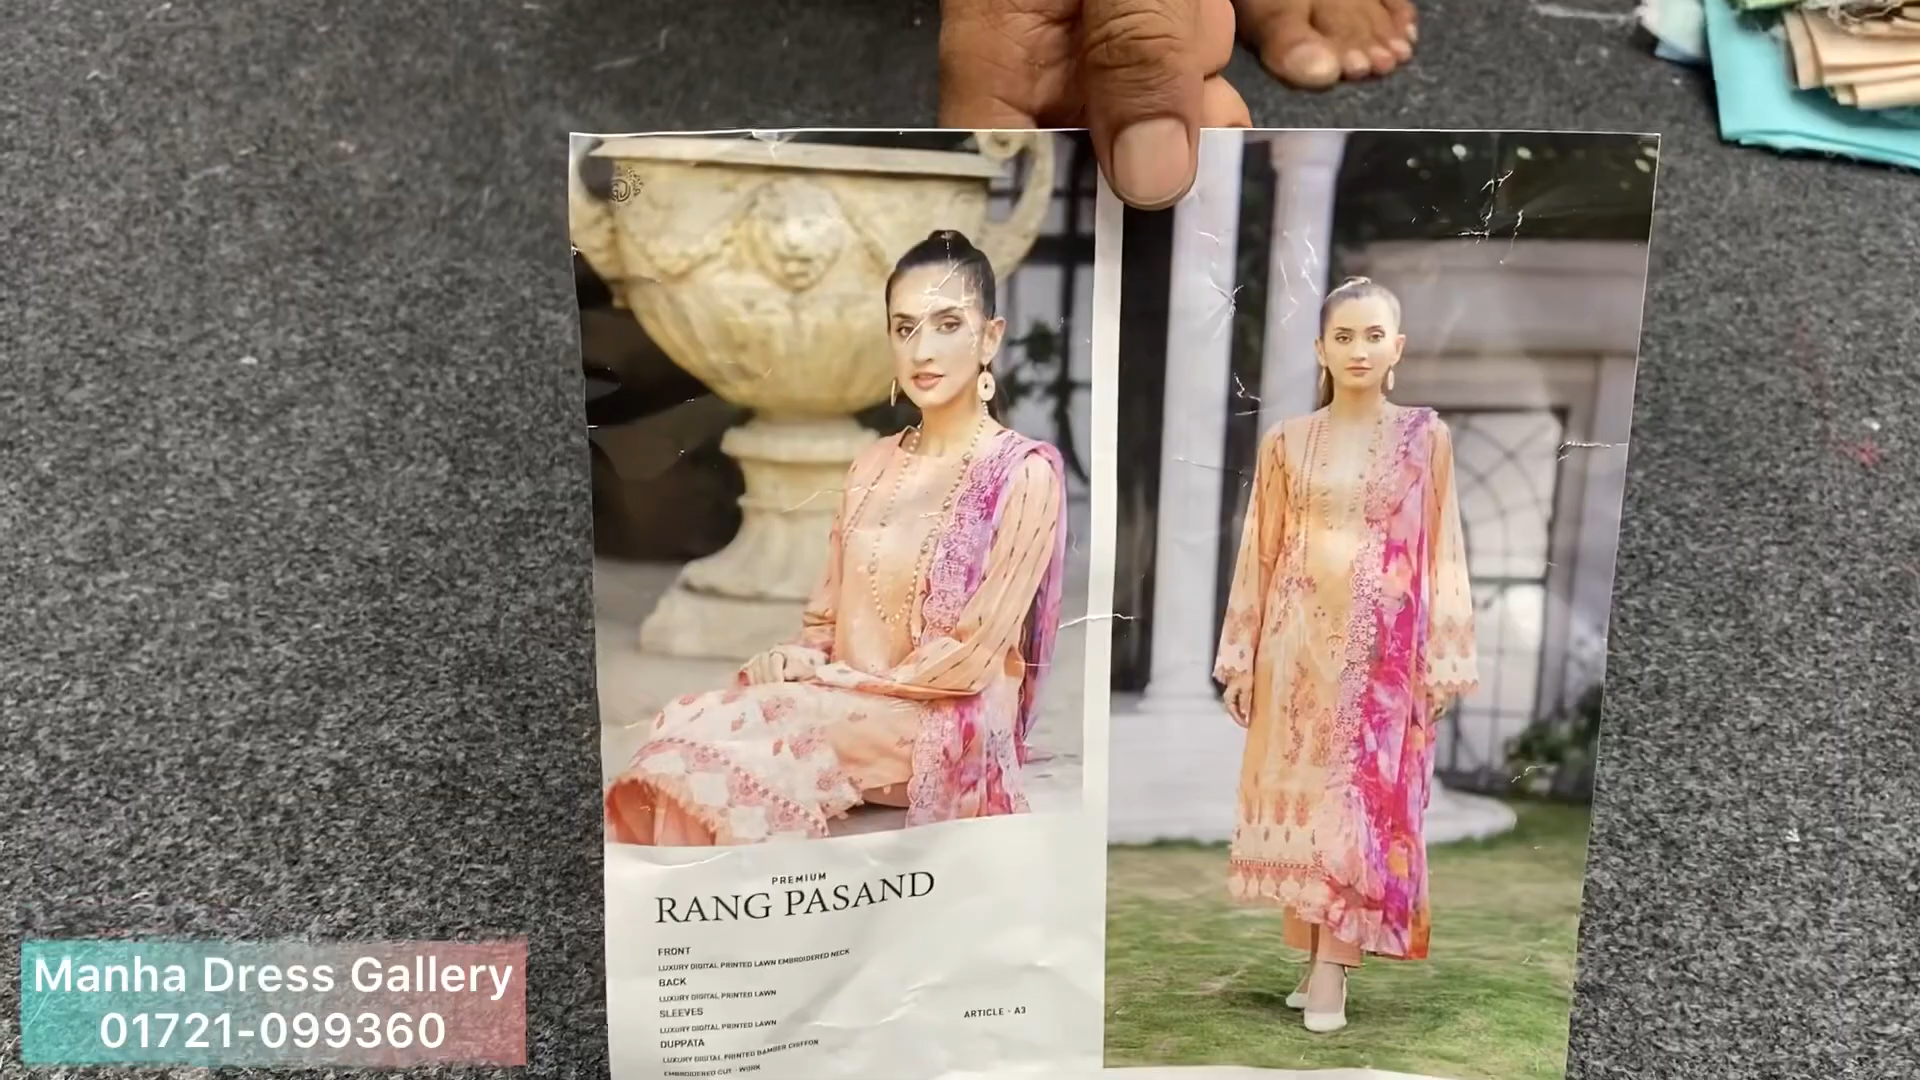 PREMIUM
RANG PASAND
FRONT
LUXURY DIGITAL PRINTED LAWN EMBROIDERED NECK
BACK
LUXURY DIGITAL PRINTED LAWN
SLEEVES
LUXURY DIGITAL PRINTED LAWN
DUPPATA
LUXURY DIGITAL PRINTED BAMBER CHIFFON
EMBROIDERED CUT - WORK
ARTICLE - A3
Manha Dress Gallery
01721-099360